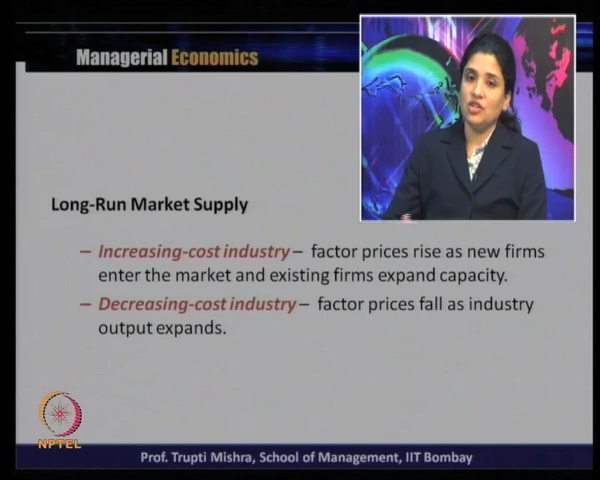 Managerial Economics
Long-Run Market Supply
– Increasing-cost industry – factor prices rise as new firms
enter the market and existing firms expand capacity.
– Decreasing-cost industry – factor prices fall as industry
output expands.
NPTEL
Prof. Trupti Mishra, School of Management, IIT Bombay